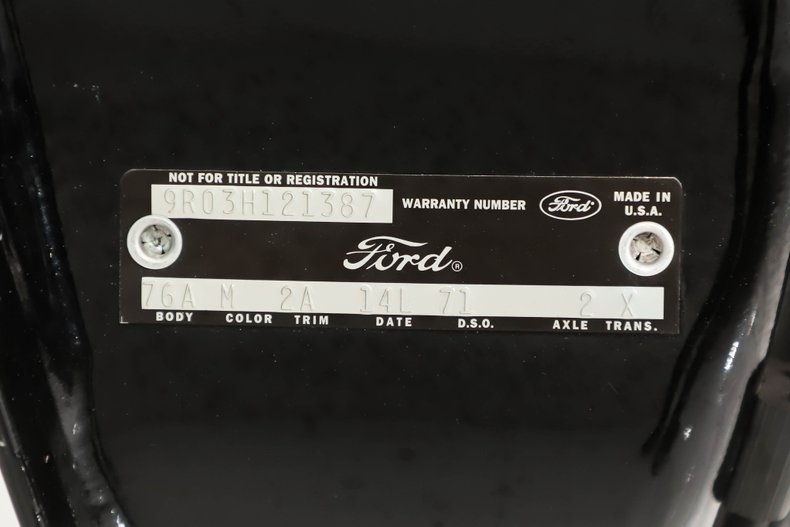 NOT FOR TITLE OR REGISTRATION
9R03H121387 WARRANTY NUMBER Ford MADE IN U.S.A.
Ford®
76A M 2A 14L 71 2 X
BODY COLOR TRIM DATE D.S.O. AXLE TRANS.